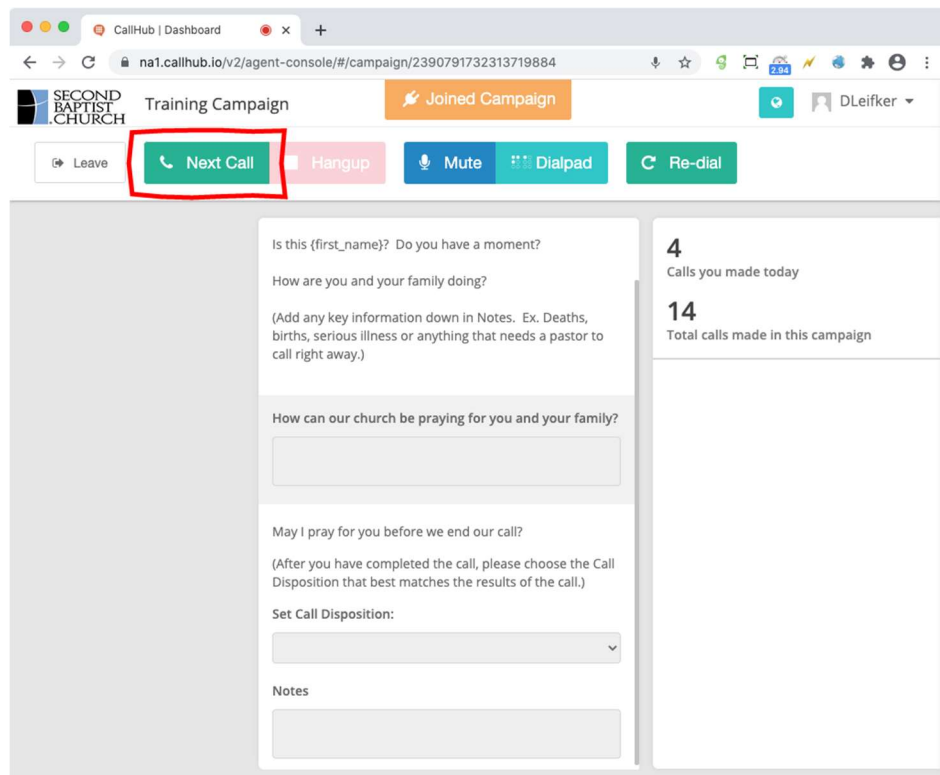 CallHub | Dashboard
na1.callhub.io/v2/agent-console/#/campaign/2390791732313719884
2.94
SECOND
BAPTIST
CHURCH
Training Campaign
Joined Campaign
DLeifker
Leave
Next Call
Hangup
Mute
Dialpad
Re-dial
Is this {first_name}? Do you have a moment?
How are you and your family doing?
(Add any key information down in Notes. Ex. Deaths,
births, serious illness or anything that needs a pastor to
call right away.)
How can our church be praying for you and your family?
May I pray for you before we end our call?
(After you have completed the call, please choose the Call
Disposition that best matches the results of the call.)
Set Call Disposition:
Notes
4
Calls you made today
14
Total calls made in this campaign